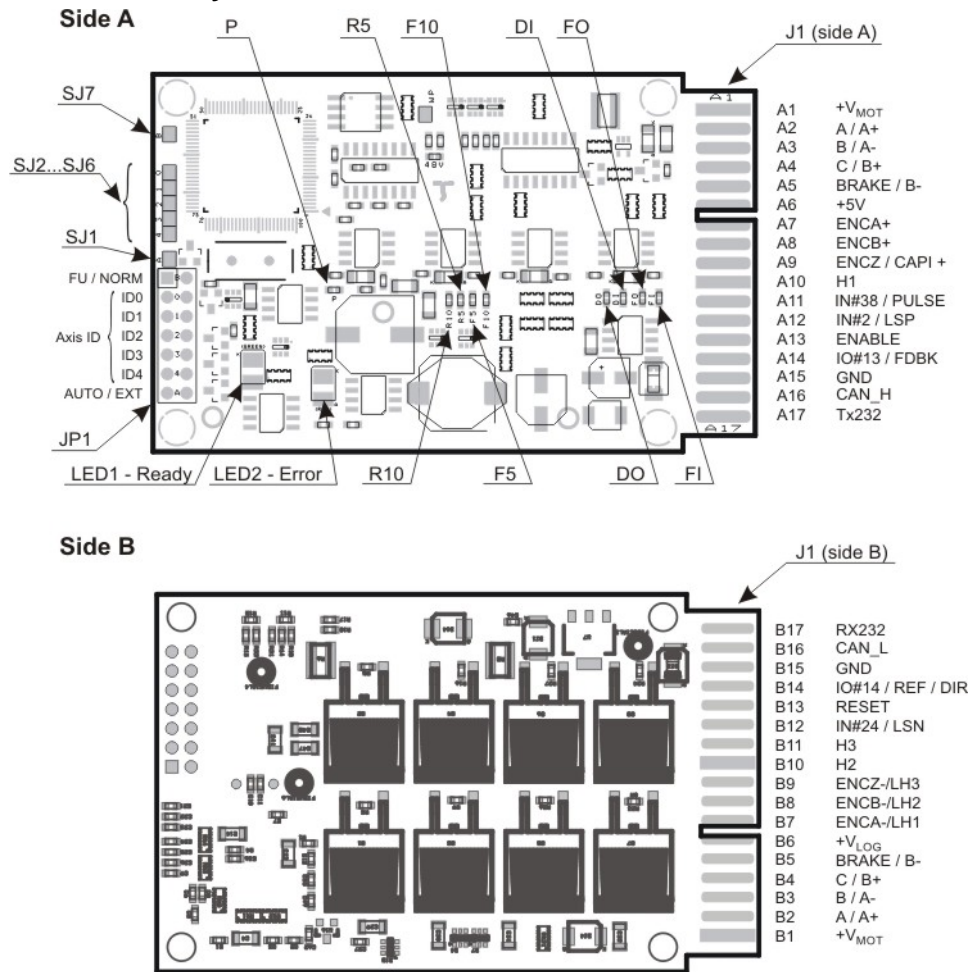 Side A
P
R5
F10
DI
FO
J1 (side A)
SJ7
SJ2...SJ6
SJ1
FU / NORM
Axis ID
ID0
ID1
ID2
ID3
ID4
AUTO / EXT
JP1
LED1 - Ready
LED2 - Error
R10
F5
DO
FI
A1 +VMOT
A2 A / A+
A3 B / A-
A4 C / B+
A5 BRAKE / B-
A6 +5V
A7 ENCA+
A8 ENCB+
A9 ENCZ / CAPI +
A10 H1
A11 IN#38 / PULSE
A12 IN#2 / LSP
A13 ENABLE
A14 IO#13 / FDBK
A15 GND
A16 CAN_H
A17 Tx232
Side B
J1 (side B)
B17 RX232
B16 CAN_L
B15 GND
B14 IO#14 / REF / DIR
B13 RESET
B12 IN#24 / LSN
B11 H3
B10 H2
B9 ENCZ-/LH3
B8 ENCB-/LH2
B7 ENCA-/LH1
B6 +VLOG
B5 BRAKE / B-
B4 C / B+
B3 B / A-
B2 A / A+
B1 +VMOT